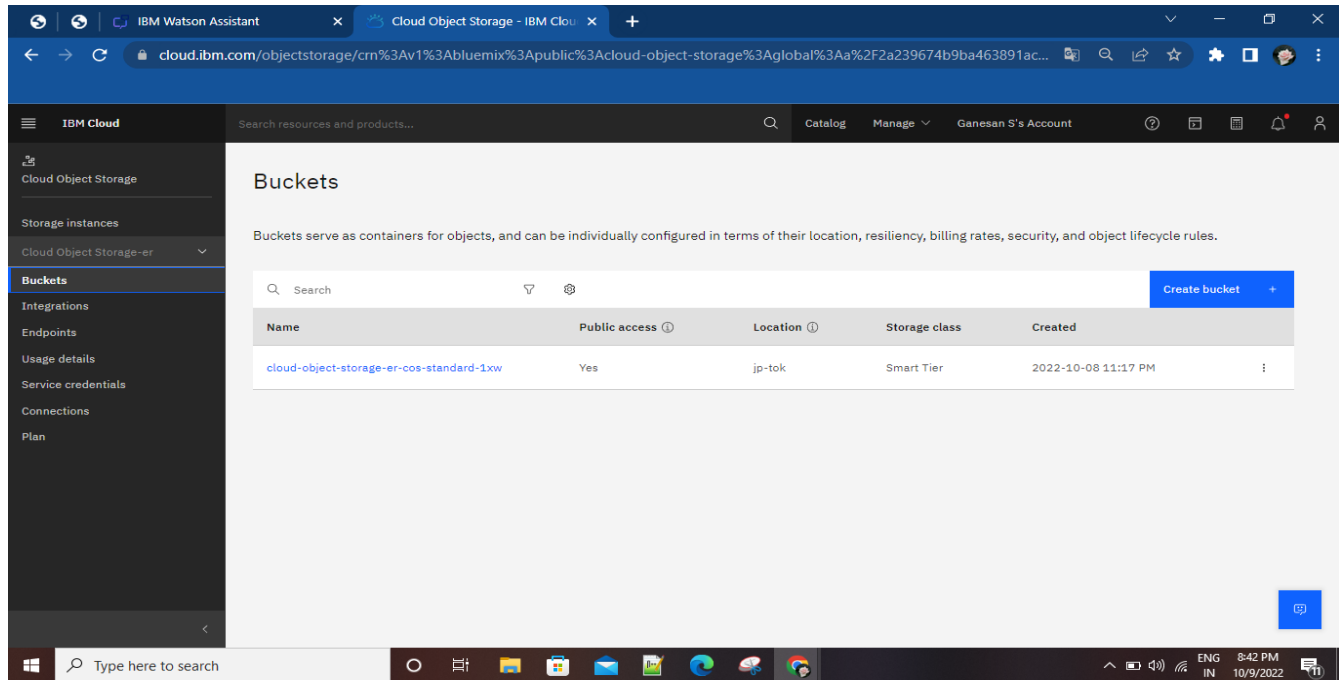 IBM Watson Assistant
Cloud Object Storage - IBM Clou
cloud.ibm.com/objectstorage/crn%3Av1%3Abluemix%3Apublic%3Acloud-object-storage%3Aglobal%3Aa%2F2a239674b9ba463891ac...
IBM Cloud
Search resources and products...
Catalog
Manage
Ganesan S's Account
Cloud Object Storage
Storage instances
Cloud Object Storage-er
Buckets
Integrations
Endpoints
Usage details
Service credentials
Connections
Plan
Buckets
Buckets serve as containers for objects, and can be individually configured in terms of their location, resiliency, billing rates, security, and object lifecycle rules.
Search
Create bucket +
Name Public access Location Storage class Created
cloud-object-storage-er-cos-standard-1xw Yes jp-tok Smart Tier 2022-10-08 11:17 PM
Type here to search
ENG
IN
8:42 PM
10/9/2022
11